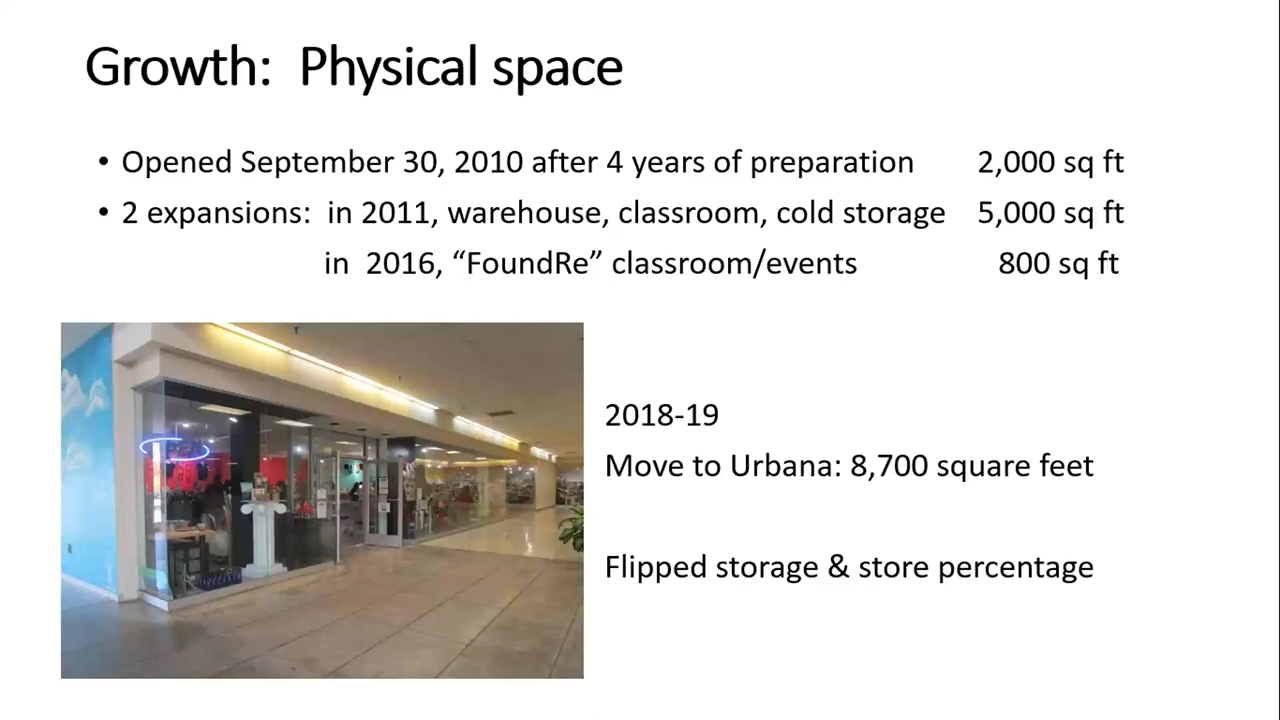 Growth:  Physical space
• Opened September 30, 2010 after 4 years of preparation 2,000 sq ft
• 2 expansions:  in 2011, warehouse, classroom, cold storage 5,000 sq ft
in  2016, “FoundRe” classroom/events 800 sq ft
2018-19
Move to Urbana: 8,700 square feet
Flipped storage & store percentage